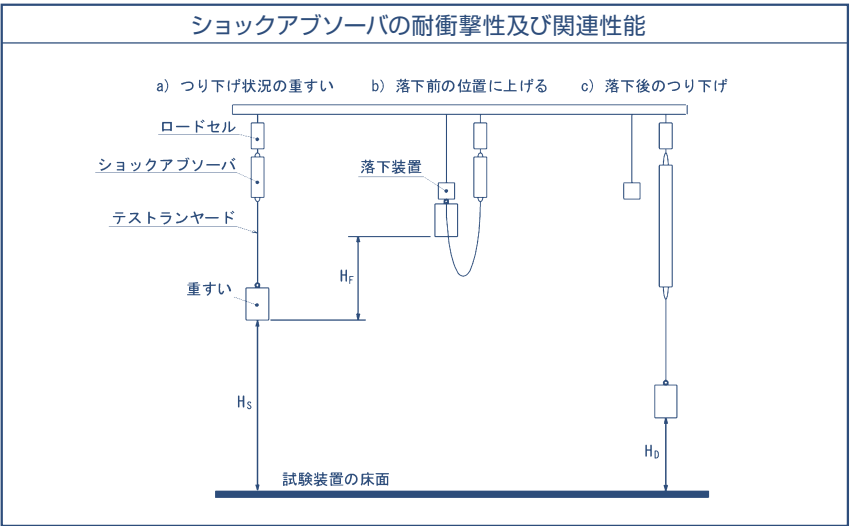 ショックアブソーバの耐衝撃性及び関連性能
a) つり下げ状況の重すい b) 落下前の位置に上げる c) 落下後のつり下げ
ロードセル
ショックアブソーバ
落下装置
テストランヤード
HF
重すい
HS
HD
試験装置の床面